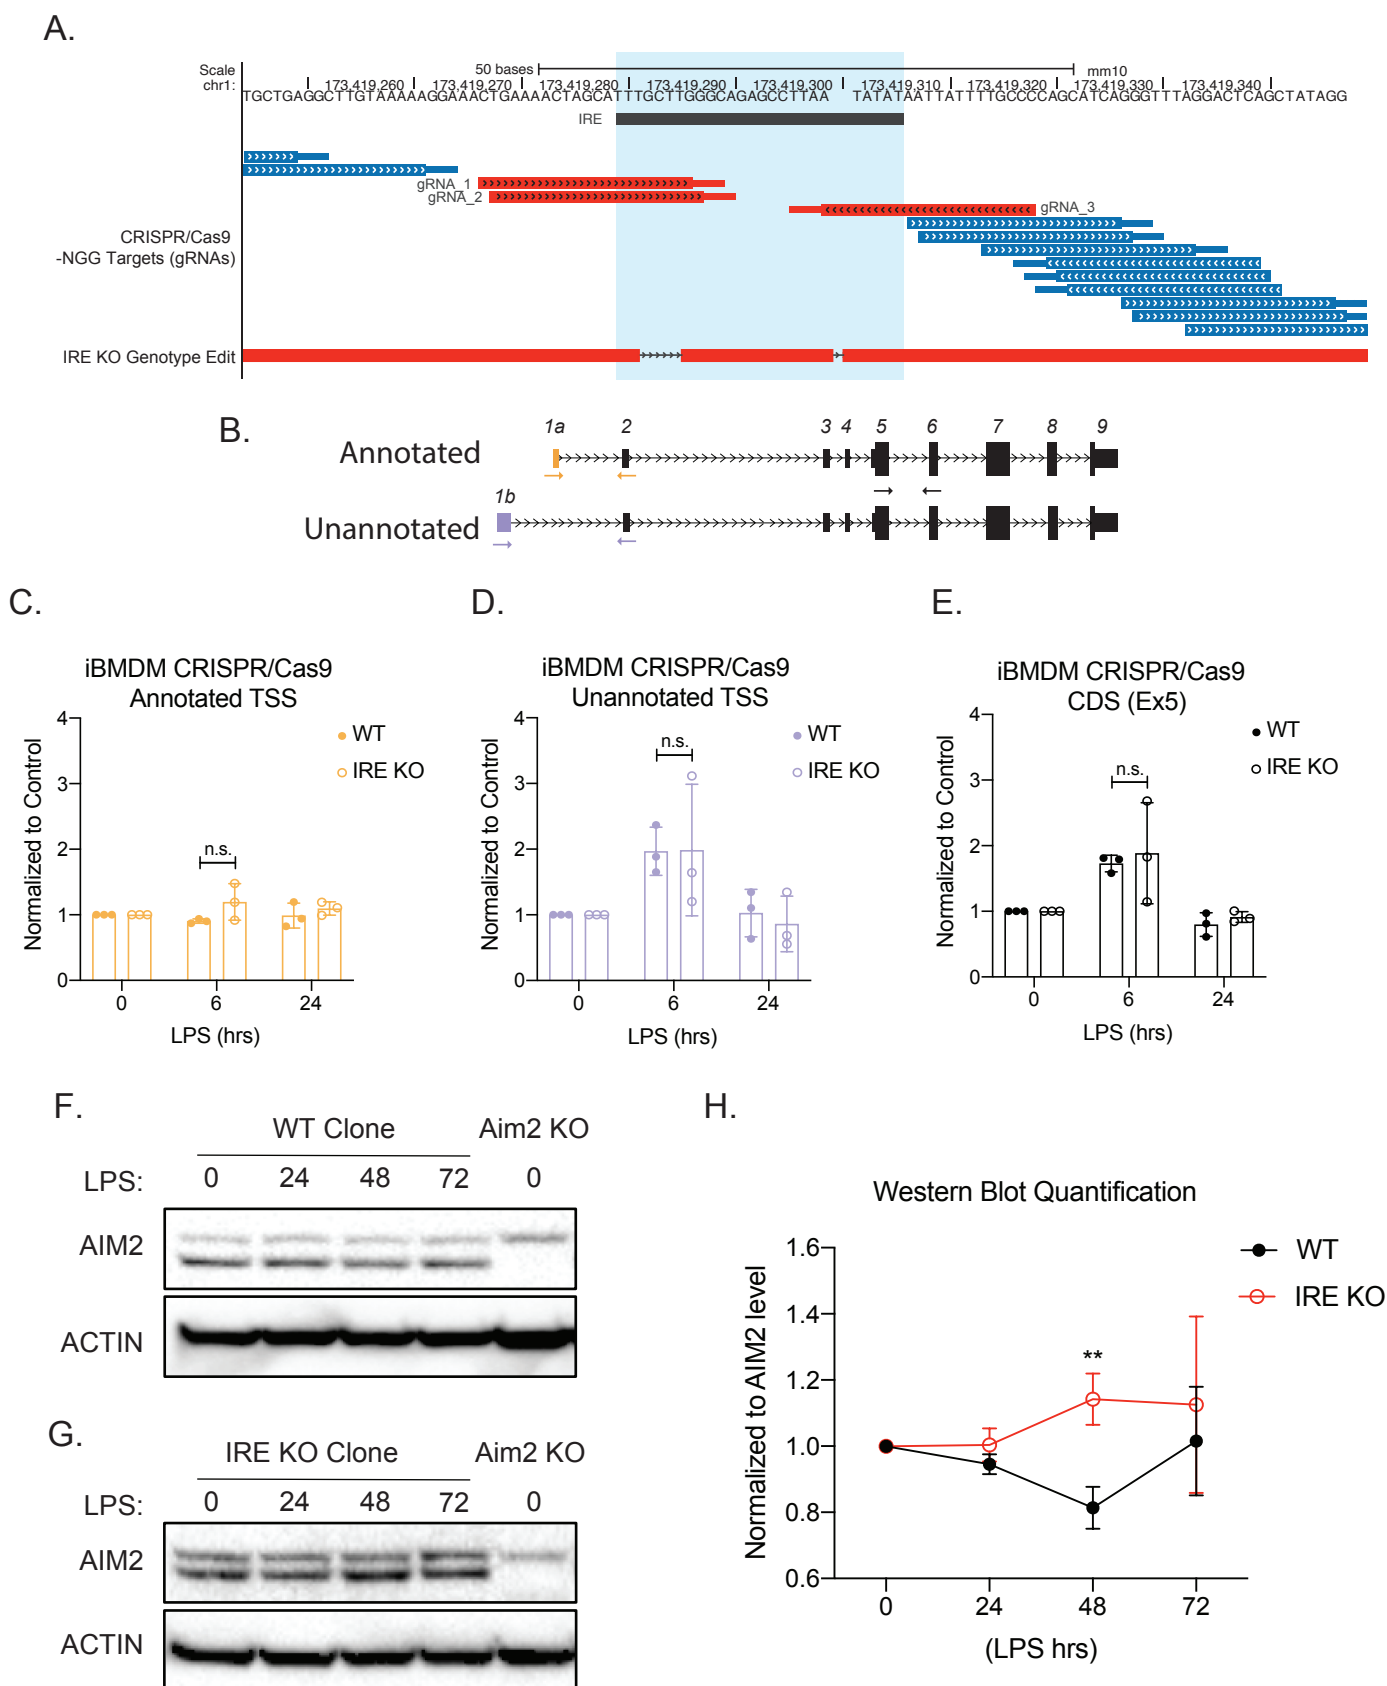 A.
Scale
50 bases
mm10
chr1:
173,419,260
173,419,270
173,419,280
173,419,290
173,419,300
173,419,310
173,419,320
173,419,330
173,419,340
TGCTGAGGCTTGTAAAAAGGAAACTGAAAACTAGCATTTGCTTGGGCAGAGCCTTAA TATATAATTATTTTGCCCCAGCATCAGGGTTTAGGACTCAGCTATAGG
IRE
gRNA_1
gRNA_2
gRNA_3
CRISPR/Cas9
-NGG Targets (gRNAs)
IRE KO Genotype Edit
B.
1a 2 3 4 5 6 7 8 9
Annotated
1b
Unannotated
C.
iBMDM CRISPR/Cas9
Annotated TSS
WT
IRE KO
n.s.
Normalized to Control
4
3
2
1
0
0 6 24
LPS (hrs)
D.
iBMDM CRISPR/Cas9
Unannotated TSS
WT
IRE KO
n.s.
Normalized to Control
4
3
2
1
0
0 6 24
LPS (hrs)
E.
iBMDM CRISPR/Cas9
CDS (Ex5)
WT
IRE KO
n.s.
Normalized to Control
4
3
2
1
0
0 6 24
LPS (hrs)
F.
WT Clone Aim2 KO
LPS: 0 24 48 72 0
AIM2
ACTIN
G.
IRE KO Clone Aim2 KO
LPS: 0 24 48 72 0
AIM2
ACTIN
H.
Western Blot Quantification
WT
IRE KO
**
Normalized to AIM2 level
1.6
1.4
1.2
1.0
0.8
0.6
0 24 48 72
(LPS hrs)